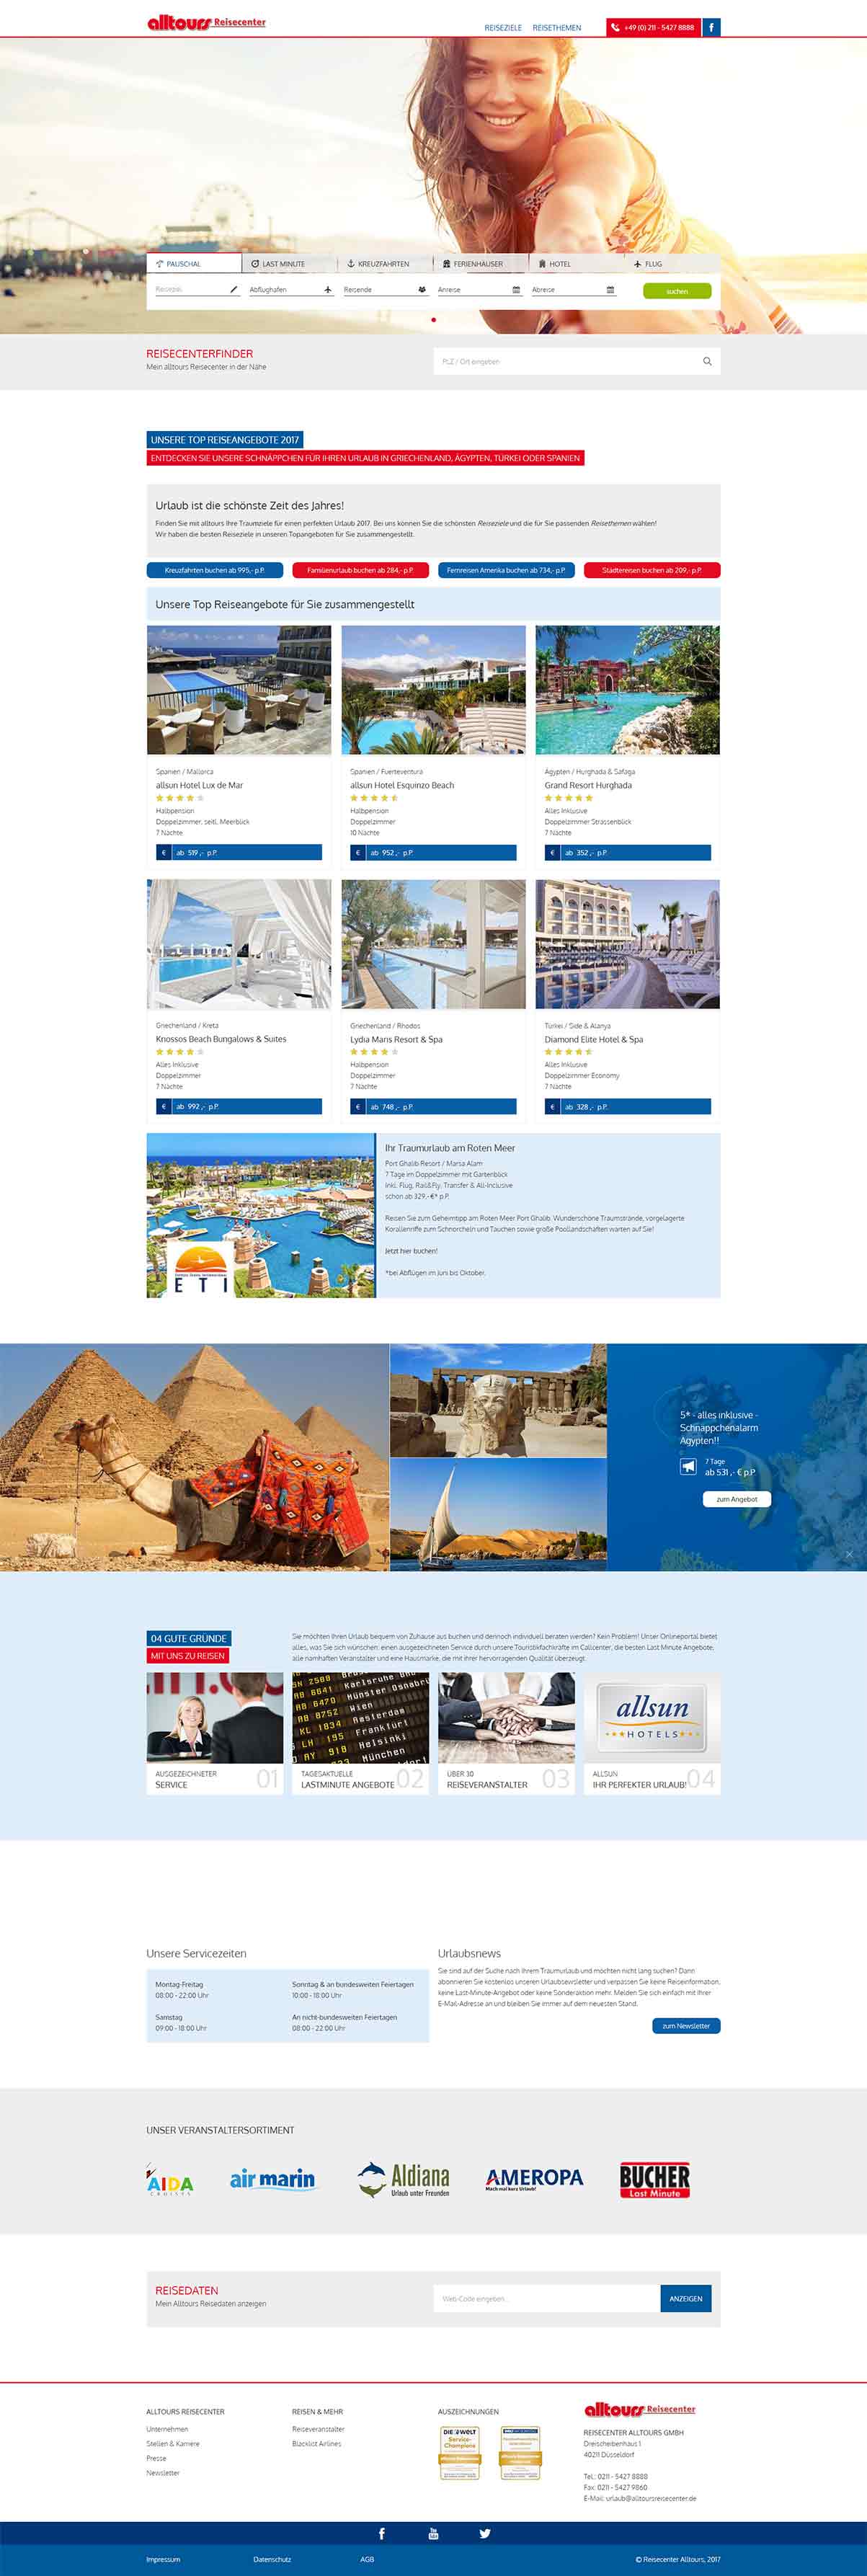 alltours Reisecenter
REISEZIELE REISETHEMEN +49 (0) 211 - 5427 8888
PAUSCHAL LAST MINUTE KREUZFAHRTEN FERIENHÄUSER HOTEL FLUG
Reiseziel Abflughafen Reisende Anreise Abreise suchen
REISECENTERFINDER
Mein alltours Reisecenter in der Nähe
PLZ / Ort eingeben
UNSERE TOP REISEANGEBOTE 2017
ENTDECKEN SIE UNSERE SCHNÄPPCHEN FÜR IHREN URLAUB IN GRIECHENLAND, ÄGYPTEN, TÜRKEI ODER SPANIEN
Urlaub ist die schönste Zeit des Jahres!
Finden Sie mit alltours Ihre Traumziele für einen perfekten Urlaub 2017. Bei uns können Sie die schönsten Reiseziele und die für Sie passenden Reisethemen wählen!
Wir haben die besten Reiseziele in unseren Topangeboten für Sie zusammengestellt.
Kreuzfahrten buchen ab 995,- p.P.
Familienurlaub buchen ab 284,- p.P.
Fernreisen Amerika buchen ab 734,- p.P.
Städtereisen buchen ab 209,- p.P.
Unsere Top Reiseangebote für Sie zusammengestellt
Spanien / Mallorca
allsun Hotel Lux de Mar
Halbpension
Doppelzimmer, seitl. Meerblick
7 Nächte
€ ab 519 ,- p.P.
Spanien / Fuerteventura
allsun Hotel Esquinzo Beach
Halbpension
Doppelzimmer
10 Nächte
€ ab 952 ,- p.P.
Ägypten / Hurghada & Safaga
Grand Resort Hurghada
Alles Inklusive
Doppelzimmer Strassenblick
7 Nächte
€ ab 352 ,- p.P.
Griechenland / Kreta
Knossos Beach Bungalows & Suites
Alles Inklusive
Doppelzimmer
7 Nächte
€ ab 992 ,- p.P.
Griechenland / Rhodos
Lydia Maris Resort & Spa
Halbpension
Doppelzimmer
7 Nächte
€ ab 748 ,- p.P.
Türkei / Side & Alanya
Diamond Elite Hotel & Spa
Alles Inklusive
Doppelzimmer Economy
7 Nächte
€ ab 328 ,- p.P.
ETI
Ihr Traumurlaub am Roten Meer
Port Ghalib Resort / Marsa Alam
7 Tage im Doppelzimmer mit Gartenblick
Inkl. Flug, Rail&Fly, Transfer & All-Inclusive
schon ab 329,-€* p.P.
Reisen Sie zum Geheimtipp am Roten Meer Port Ghalib. Wunderschöne Traumstrände, vorgelagerte
Korallenriffe zum Schnorcheln und Tauchen sowie große Poollandschaften warten auf Sie!
Jetzt hier buchen!
*bei Abflügen im Juni bis Oktober.
5* - alles inklusive -
Schnäppchenalarm
Ägypten!!
7 Tage
ab 531 ,- € p.P
zum Angebot
04 GUTE GRÜNDE
MIT UNS ZU REISEN
Sie möchten Ihren Urlaub bequem von Zuhause aus buchen und dennoch individuell beraten werden? Kein Problem! Unser Onlineportal bietet
alles, was Sie sich wünschen: einen ausgezeichneten Service durch unsere Touristikfachkräfte im Callcenter, die besten Last Minute Angebote,
alle namhaften Veranstalter und eine Hausmarke, die mit ihrer hervorragenden Qualität überzeugt.
AUSGEZEICHNETER
SERVICE 01
Karlsruhe
AB 6641 Münster Osnabrü
AB 6470 Wien
AB 8752 Amsterdam
KL 1834 Frankfurt
LH 195 Helsinki
AY 918 München
TAGESAKTUELLE
LASTMINUTE ANGEBOTE 02
ÜBER 30
REISEVERANSTALTER 03
allsun
HOTELS
ALLSUN
IHR PERFEKTER URLAUB! 04
Unsere Servicezeiten
Montag-Freitag
08:00 - 22:00 Uhr
Samstag
09:00 - 18:00 Uhr
Sonntag & an bundesweiten Feiertagen
10:00 - 18:00 Uhr
An nicht-bundesweiten Feiertagen
08:00 - 22:00 Uhr
Urlaubsnews
Sie sind auf der Suche nach Ihrem Traumurlaub und möchten nicht lang suchen? Dann
abonnieren Sie kostenlos unseren Urlaubsewsletter und verpassen Sie keine Reiseinformation,
keine Last-Minute-Angebot oder keine Sonderaktion mehr. Melden Sie sich einfach mit Ihrer
E-Mail-Adresse an und bleiben Sie immer auf dem neuesten Stand.
zum Newsletter
UNSER VERANSTALTERSORTIMENT
AIDA
CRUISES
air marin
Aldiana
Urlaub unter Freunden
AMEROPA
Mach mal kurz Urlaub!
BUCHER
Last Minute
REISEDATEN
Mein Alltours Reisedaten anzeigen
Web-Code eingeben
ANZEIGEN
ALLTOURS REISECENTER
Unternehmen
Stellen & Karriere
Presse
Newsletter
REISEN & MEHR
Reiseveranstalter
Blacklist Airlines
AUSZEICHNUNGEN
DIE WELT
Service-
Champions
alltours Reisecenter
REISECENTER ALLTOURS GMBH
Dreischeibenhaus 1
40211 Düsseldorf
Tel.: 0211 - 5427 8888
Fax: 0211 - 5427 9860
E-Mail: urlaub@alltoursreisecenter.de
Impressum Datenschutz AGB © Reisecenter Alltours, 2017